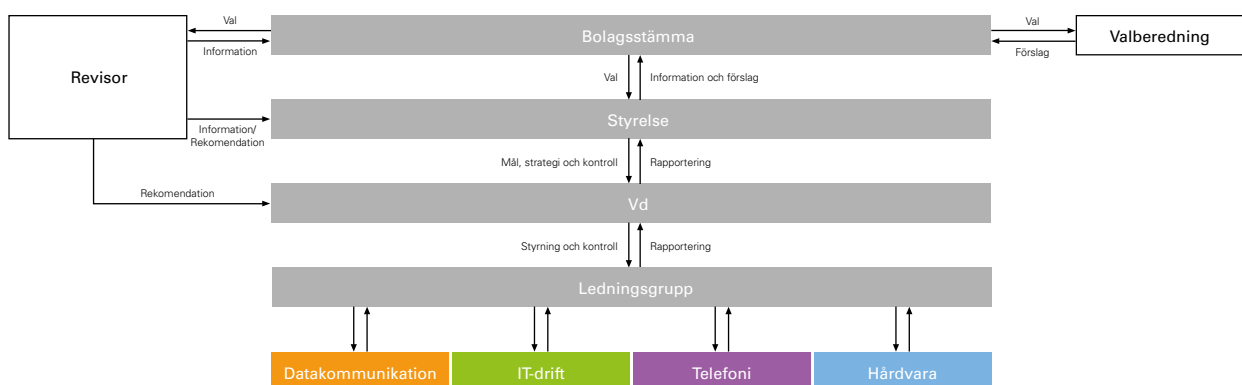 Val
Bolagsstämma
Val
Information
Förslag
Valberedning
Revisor
Val
Information och förslag
Styrelse
Information/
Rekomendation
Mål, strategi och kontroll
Rapportering
Rekomendation
Vd
Styrning och kontroll
Rapportering
Ledningsgrupp
Datakommunikation
IT-drift
Telefoni
Hårdvara